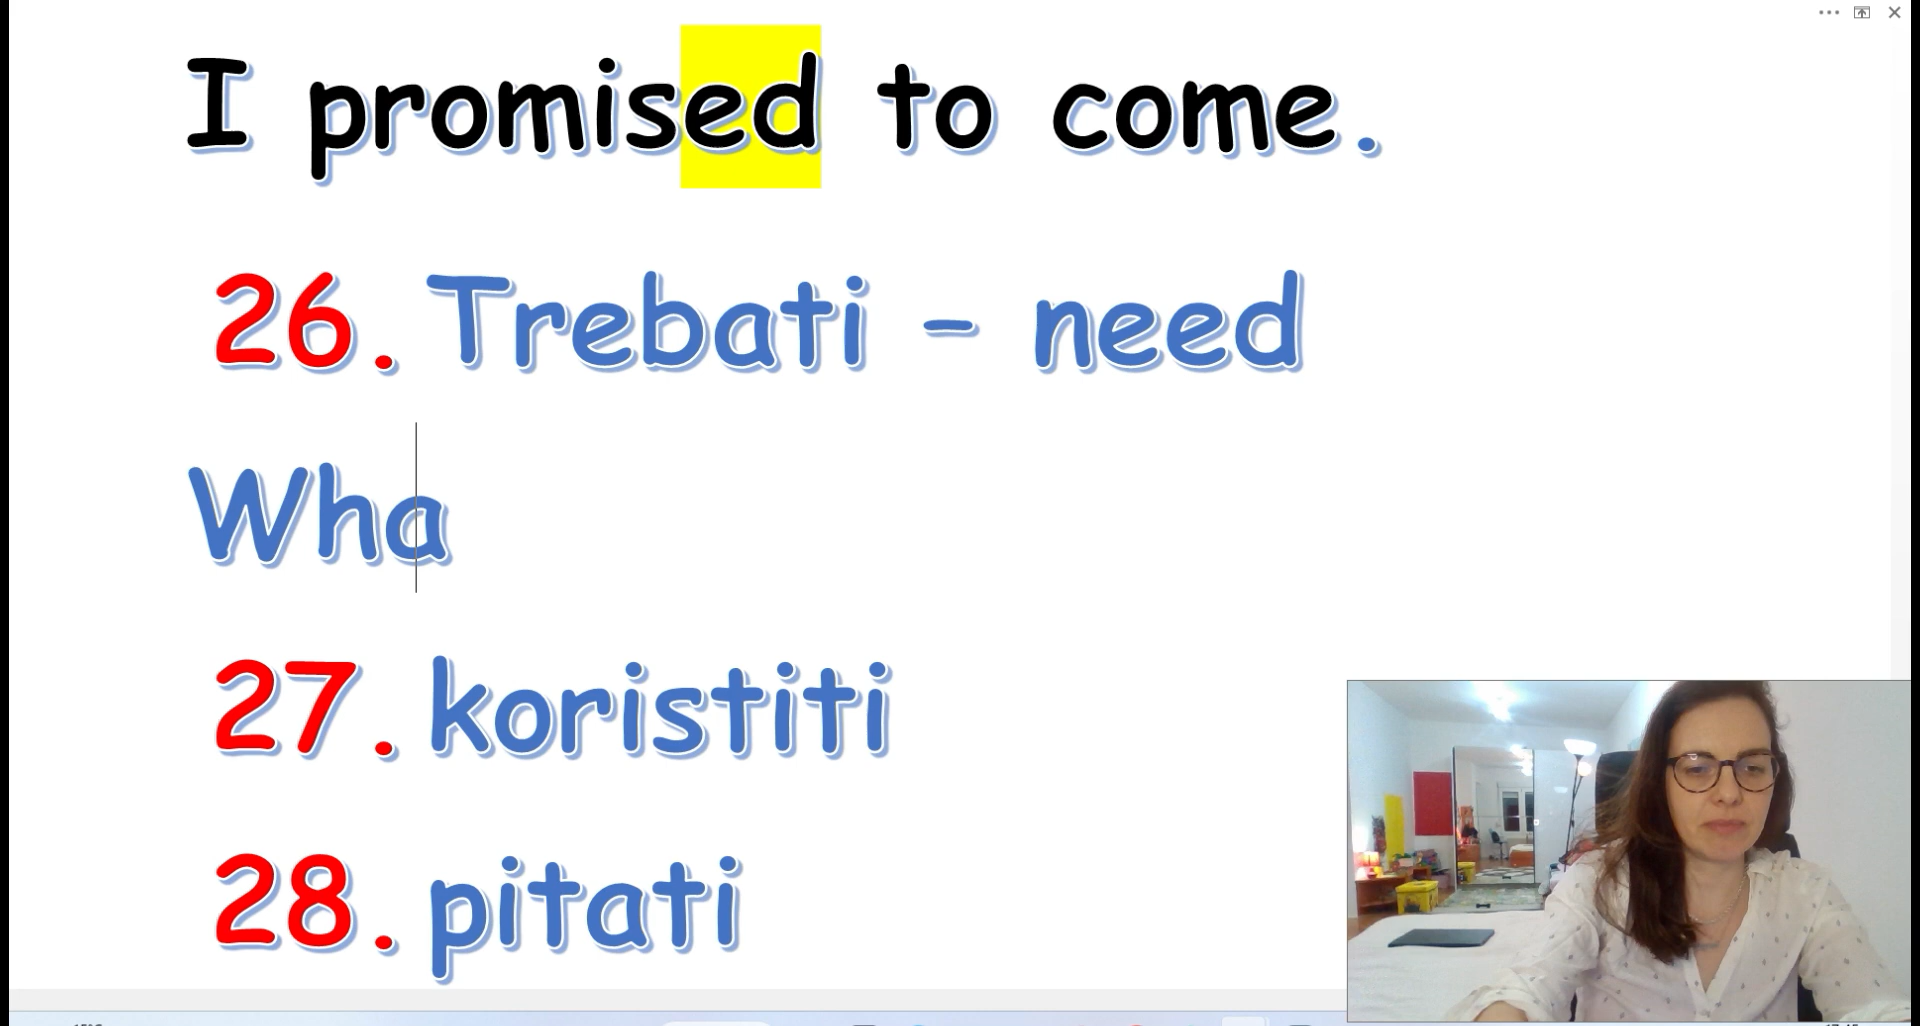 I promised to come.
26. Trebati - need
Wha
27. koristiti
28. pitati